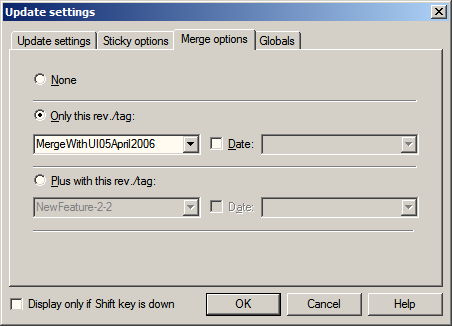 Update settings
Update settings Sticky options Merge options Globals
None
Only this rev./tag:
MergeWithUI05April2006 Date:
Plus with this rev./tag:
NewFeature-2-2 Date:
Display only if Shift key is down OK Cancel Help